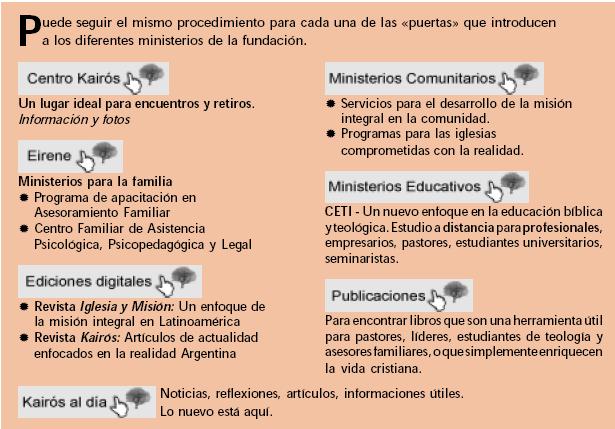 Puede seguir el mismo procedimiento para cada una de las «puertas» que introducen
a los diferentes ministerios de la fundación.
Centro Kairós
Un lugar ideal para encuentros y retiros.
Información y fotos
Eirene
Ministerios para la familia
Programa de apacitación en
Asesoramiento Familiar
Centro Familiar de Asistencia
Psicológica, Psicopedagógica y Legal
Ediciones digitales
Revista Iglesia y Misión: Un enfoque de
la misión integral en Latinoamérica
Revista Kairós: Artículos de actualidad
enfocados en la realidad Argentina
Ministerios Comunitarios
Servicios para el desarrollo de la misión
integral en la comunidad.
Programas para las iglesias
comprometidas con la realidad.
Ministerios Educativos
CETI - Un nuevo enfoque en la educación bíblica
y teológica. Estudio a distancia para profesionales,
empresarios, pastores, estudiantes universitarios,
seminaristas.
Publicaciones
Para encontrar libros que son una herramienta útil
para pastores, líderes, estudiantes de teología y
asesores familiares, o que simplemente enriquecen
la vida cristiana.
Kairós al día
Noticias, reflexiones, artículos, informaciones útiles.
Lo nuevo está aquí.